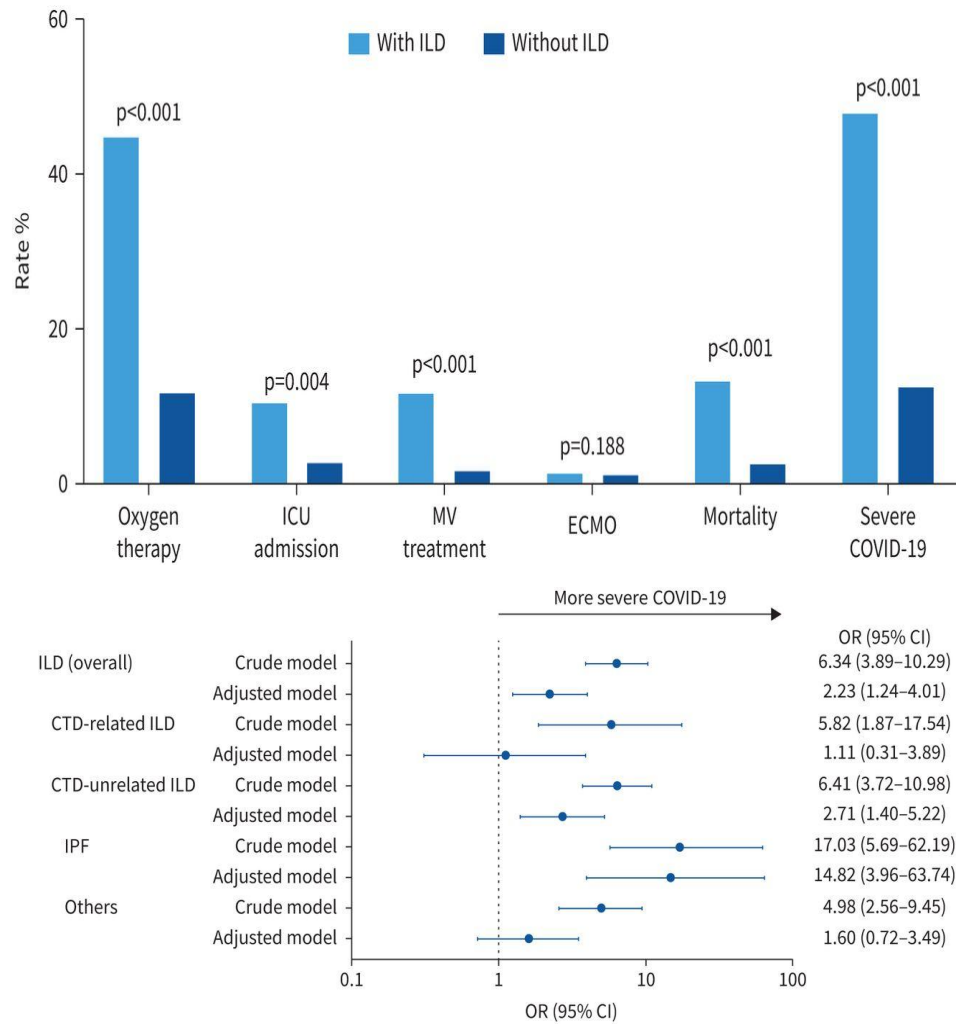 60
With ILD
Without ILD
p<0.001
p<0.001
40
Rate %
20
p<0.001
p<0.001
p=0.004
p=0.188
0
Oxygen therapy
ICU admission
MV treatment
ECMO
Mortality
Severe COVID-19
More severe COVID-19
OR (95% CI)
ILD (overall) Crude model 6.34 (3.89–10.29)
Adjusted model 2.23 (1.24–4.01)
CTD-related ILD Crude model 5.82 (1.87–17.54)
Adjusted model 1.11 (0.31–3.89)
CTD-unrelated ILD Crude model 6.41 (3.72–10.98)
Adjusted model 2.71 (1.40–5.22)
IPF Crude model 17.03 (5.69–62.19)
Adjusted model 14.82 (3.96–63.74)
Others Crude model 4.98 (2.56–9.45)
Adjusted model 1.60 (0.72–3.49)
0.1 1 10 100
OR (95% CI)